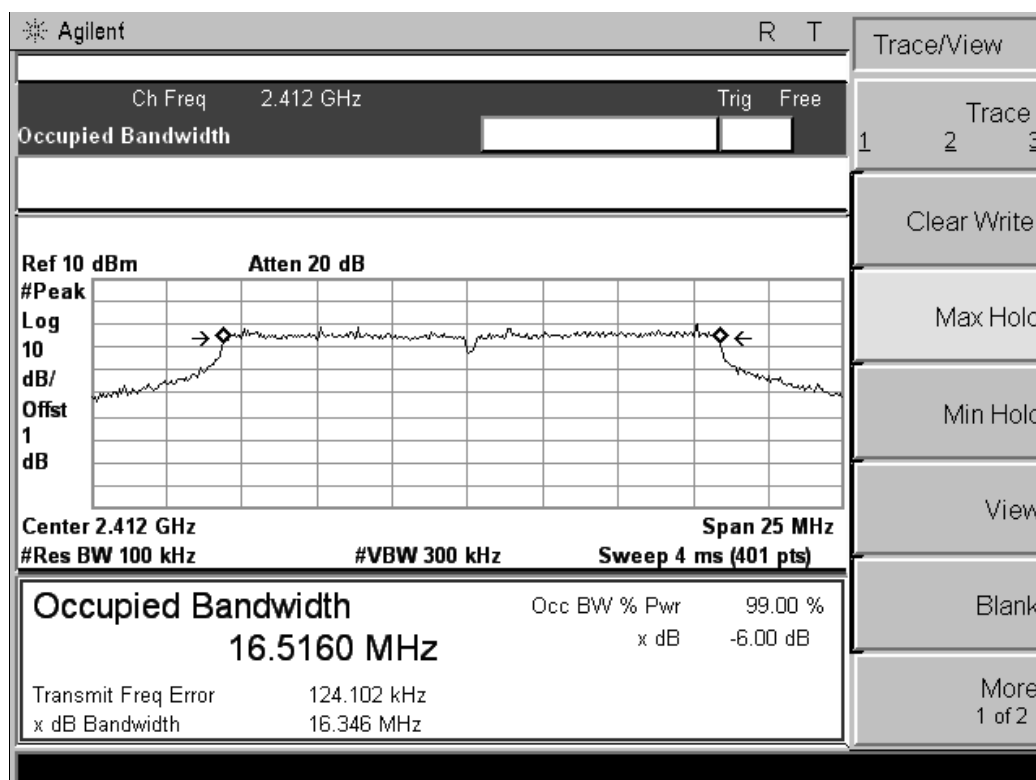 Agilent R T
Trace/View
Ch Freq 2.412 GHz Trig Free
Occupied Bandwidth
Trace
1 2 3
Clear Write
Max Hold
Min Hold
View
Blank
More
1 of 2
Ref 10 dBm Atten 20 dB
#Peak
Log
10
dB/
Offst
1
dB
Center 2.412 GHz Span 25 MHz
#Res BW 100 kHz #VBW 300 kHz Sweep 4 ms (401 pts)
Occupied Bandwidth Occ BW % Pwr 99.00 %
16.5160 MHz x dB -6.00 dB
Transmit Freq Error 124.102 kHz
x dB Bandwidth 16.346 MHz